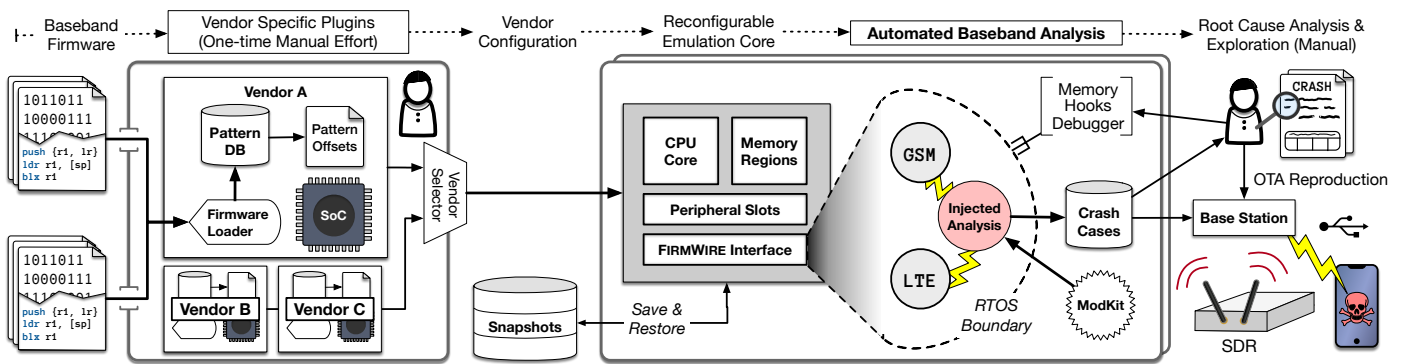 Baseband
Firmware
Vendor Specific Plugins
(One-time Manual Effort)
Vendor
Configuration
Reconfigurable
Emulation Core
Automated Baseband Analysis
Root Cause Analysis &
Exploration (Manual)
1011011
10000111
push {r1, lr}
ldr r1, [sp]
blx r1
1011011
10000111
push {r1, lr}
ldr r1, [sp]
blx r1
Vendor A
Pattern
DB
Pattern
Offsets
Firmware
Loader
SoC
Vendor B
Vendor C
Vendor
Selector
CPU
Core
Memory
Regions
Peripheral Slots
FIRMWIRE Interface
Snapshots
Save &
Restore
GSM
Injected
Analysis
LTE
RTOS
Boundary
ModKit
Memory
Hooks
Debugger
Crash
Cases
CRASH
OTA Reproduction
Base Station
SDR